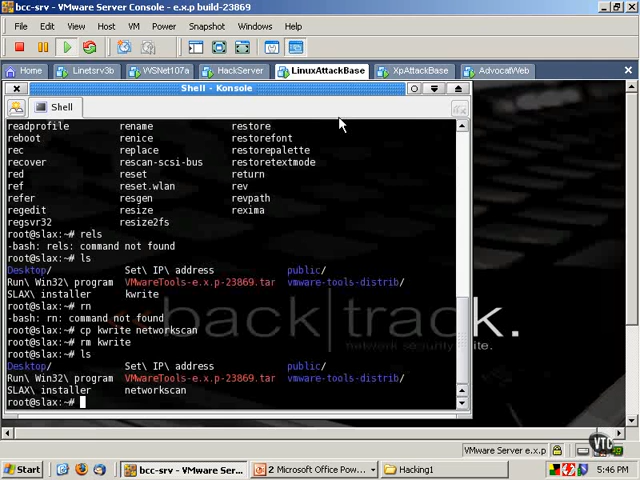 bcc-srv - VMware Server Console - e.x.p build-23869
File Edit View Host VM Power Snapshot Windows Help
Home Linetsrv3b WSNet107a HackServer LinuxAttackBase XpAttackBase AdvocatWeb
Shell - Konsole
Shell
readprofile rename restore
reboot renice restorefont
rec replace restorepalette
recover rescan-scsi-bus restoretextmode
red reset return
ref reset.wlan rev
refer resgen revpath
regedit resize rexima
regsvr32 resize2fs
root@slax:~# rels
-bash: rels: command not found
root@slax:~# ls
Desktop/ Set\ IP\ address public/
Run\ Win32\ program VMwareTools-e.x.p-23869.tar vmware-tools-distrib/
SLAX\ installer kwrite
root@slax:~# rn
-bash: rn: command not found
root@slax:~# cp kwrite networkscan
root@slax:~# rm kwrite
root@slax:~# ls
Desktop/ Set\ IP\ address public/
Run\ Win32\ program VMwareTools-e.x.p-23869.tar vmware-tools-distrib/
SLAX\ installer networkscan
root@slax:~#
back|track.
VMware Server e.x.p
VTC
Start bcc-srv - VMware Ser... 2 Microsoft Office Pow... Hacking1 5:46 PM